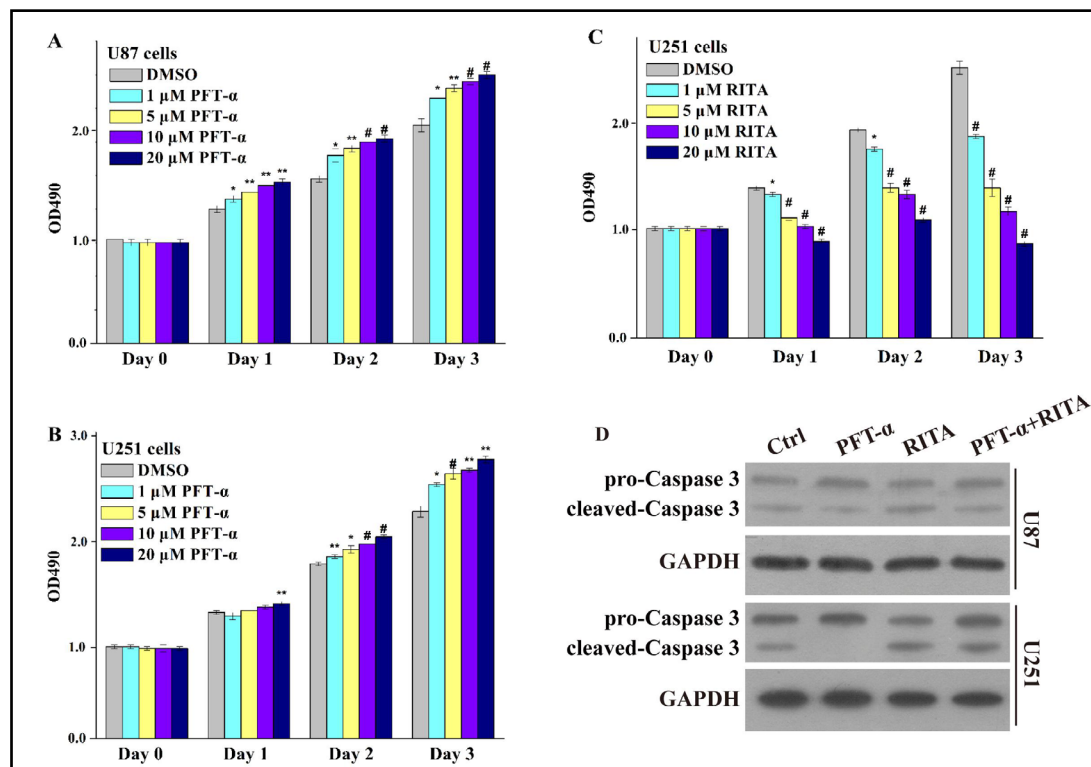 A
U87 cells
DMSO
1 µM PFT-α
5 µM PFT-α
10 µM PFT-α
20 µM PFT-α
OD490
2.0
1.0
0.0
* ** ** **
* ** # #
* ** # #
Day 0 Day 1 Day 2 Day 3
C
U251 cells
DMSO
1 µM RITA
5 µM RITA
10 µM RITA
20 µM RITA
OD490
2.0
1.0
0.0
* # # #
* # # #
# # # #
Day 0 Day 1 Day 2 Day 3
B
U251 cells
DMSO
1 µM PFT-α
5 µM PFT-α
10 µM PFT-α
20 µM PFT-α
OD490
3.0
2.0
1.0
0.0
**
** * # #
* # ** **
Day 0 Day 1 Day 2 Day 3
D
Ctrl PFT-α RITA PFT-α+RITA
pro-Caspase 3
cleaved-Caspase 3
GAPDH
U87
pro-Caspase 3
cleaved-Caspase 3
GAPDH
U251